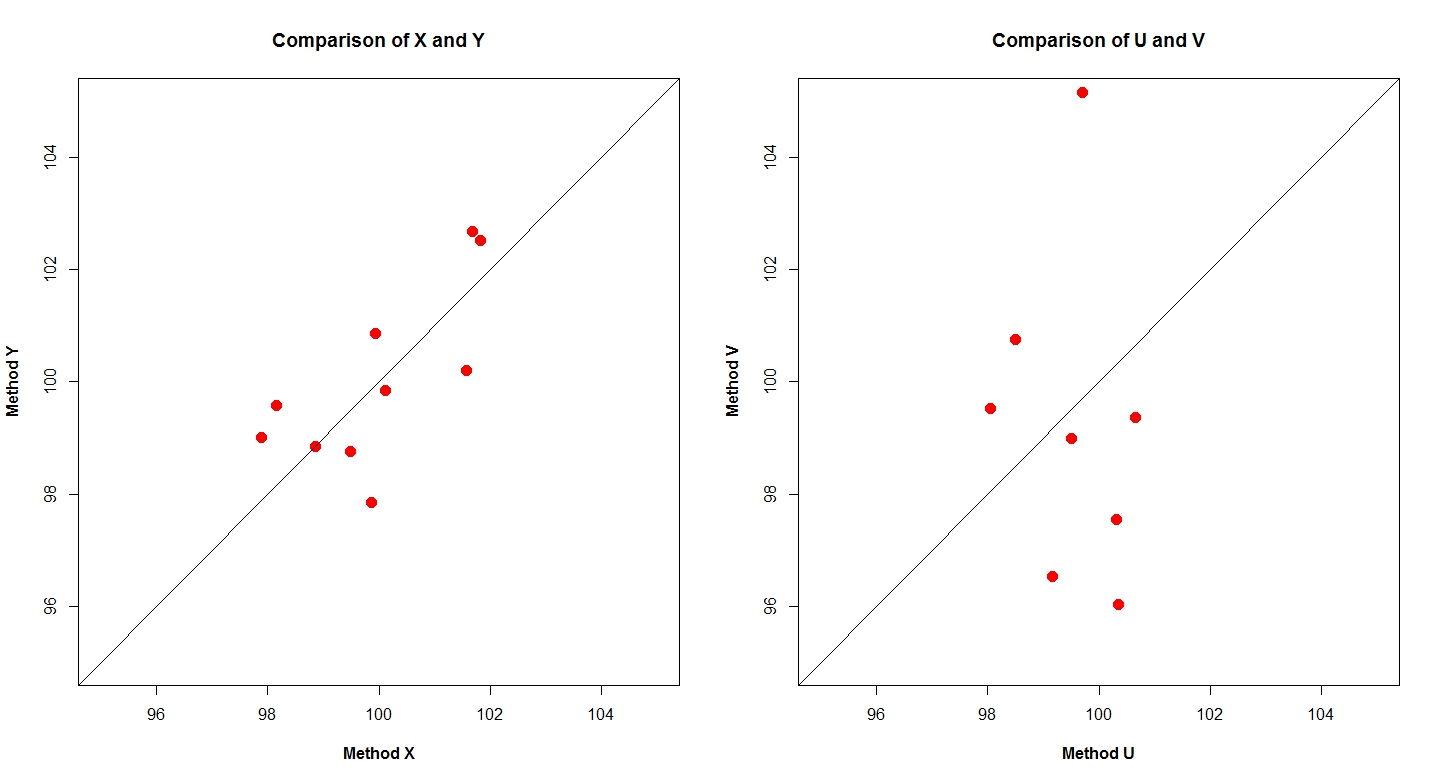 Comparison of X and Y
104
102
100
98
96
Method Y
96 98 100 102 104
Method X
Comparison of U and V
104
102
100
98
96
Method V
96 98 100 102 104
Method U